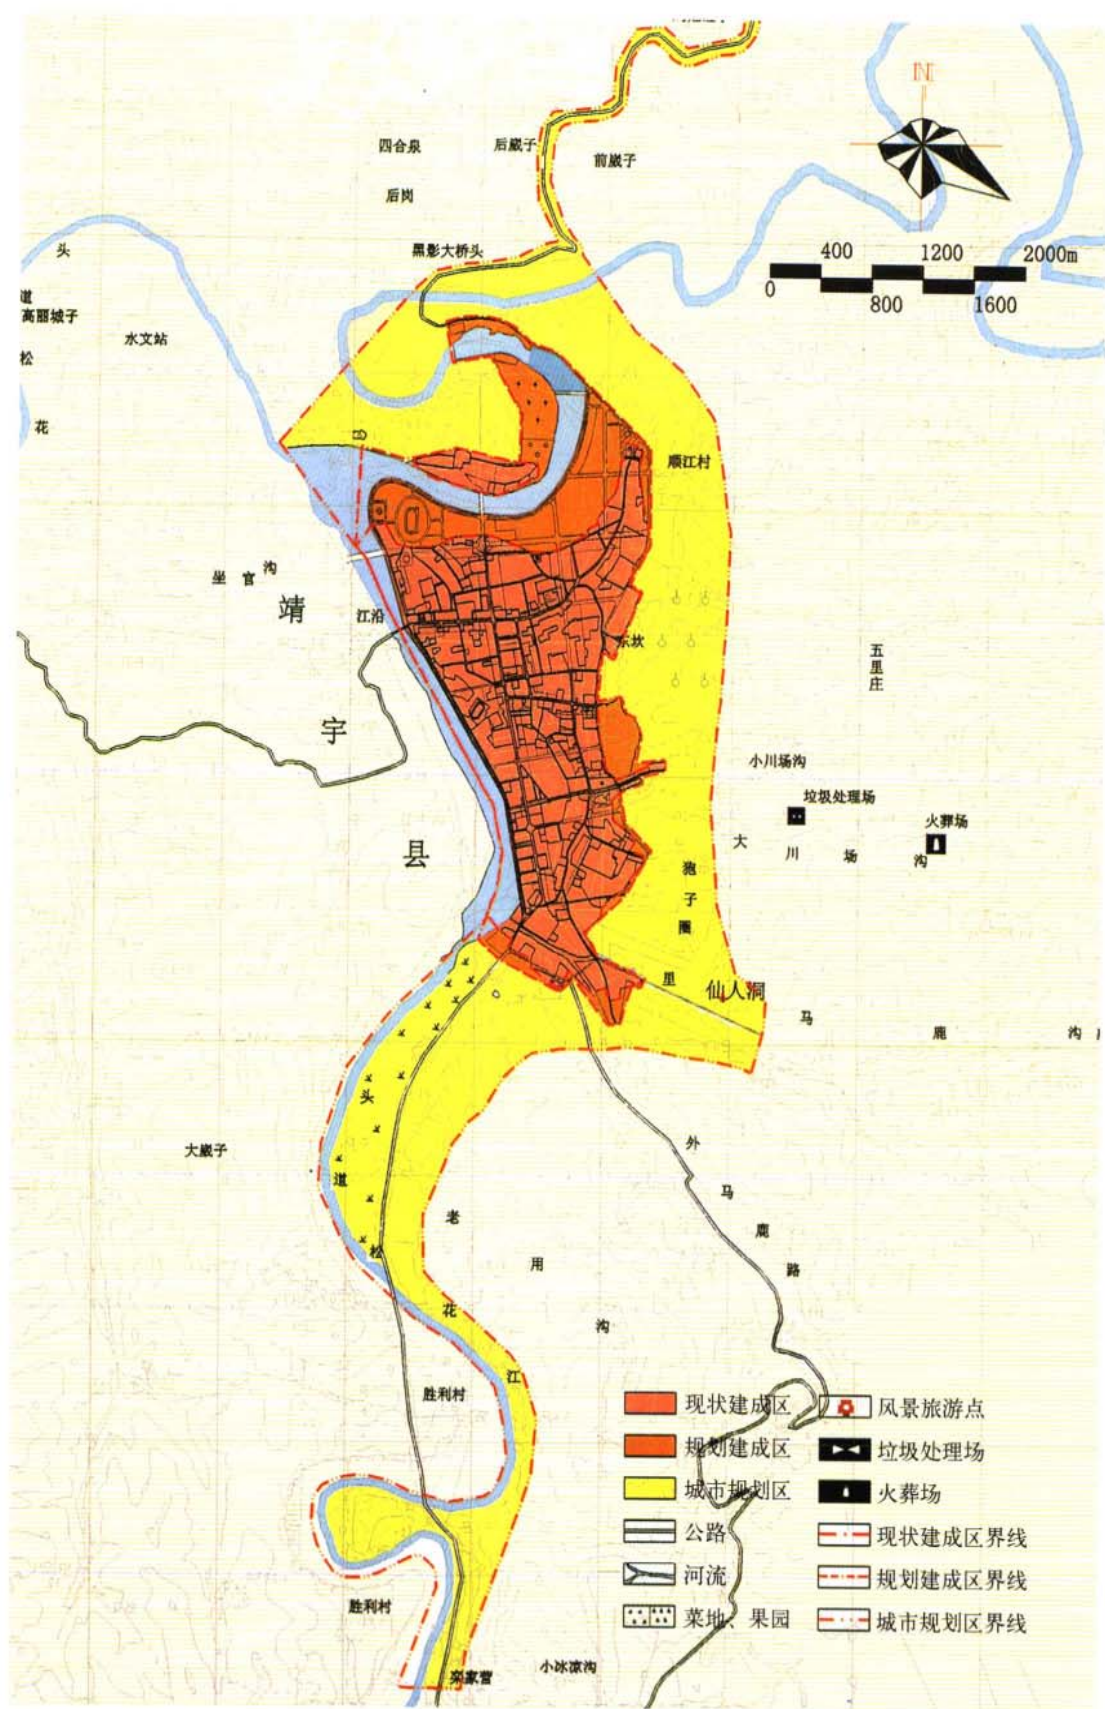 N
四合泉
后崴子
前崴子
后岗
黑影大桥头
400 1200 2000m
0 800 1600
头
道
松
花
高丽城子
水文站
顺江村
坐官沟
靖
宇
县
江沿
东坎
五里庄
小川场沟
垃圾处理场
火葬场
大川场沟
狍子圈
里
仙人洞
马鹿沟
头
道
松
花
江
大崴子
老用沟
外马鹿路
胜利村
胜利村
栾家营
小冰凉沟
现状建成区
规划建成区
城市规划区
公路
河流
菜地、果园
风景旅游点
垃圾处理场
火葬场
现状建成区界线
规划建成区界线
城市规划区界线